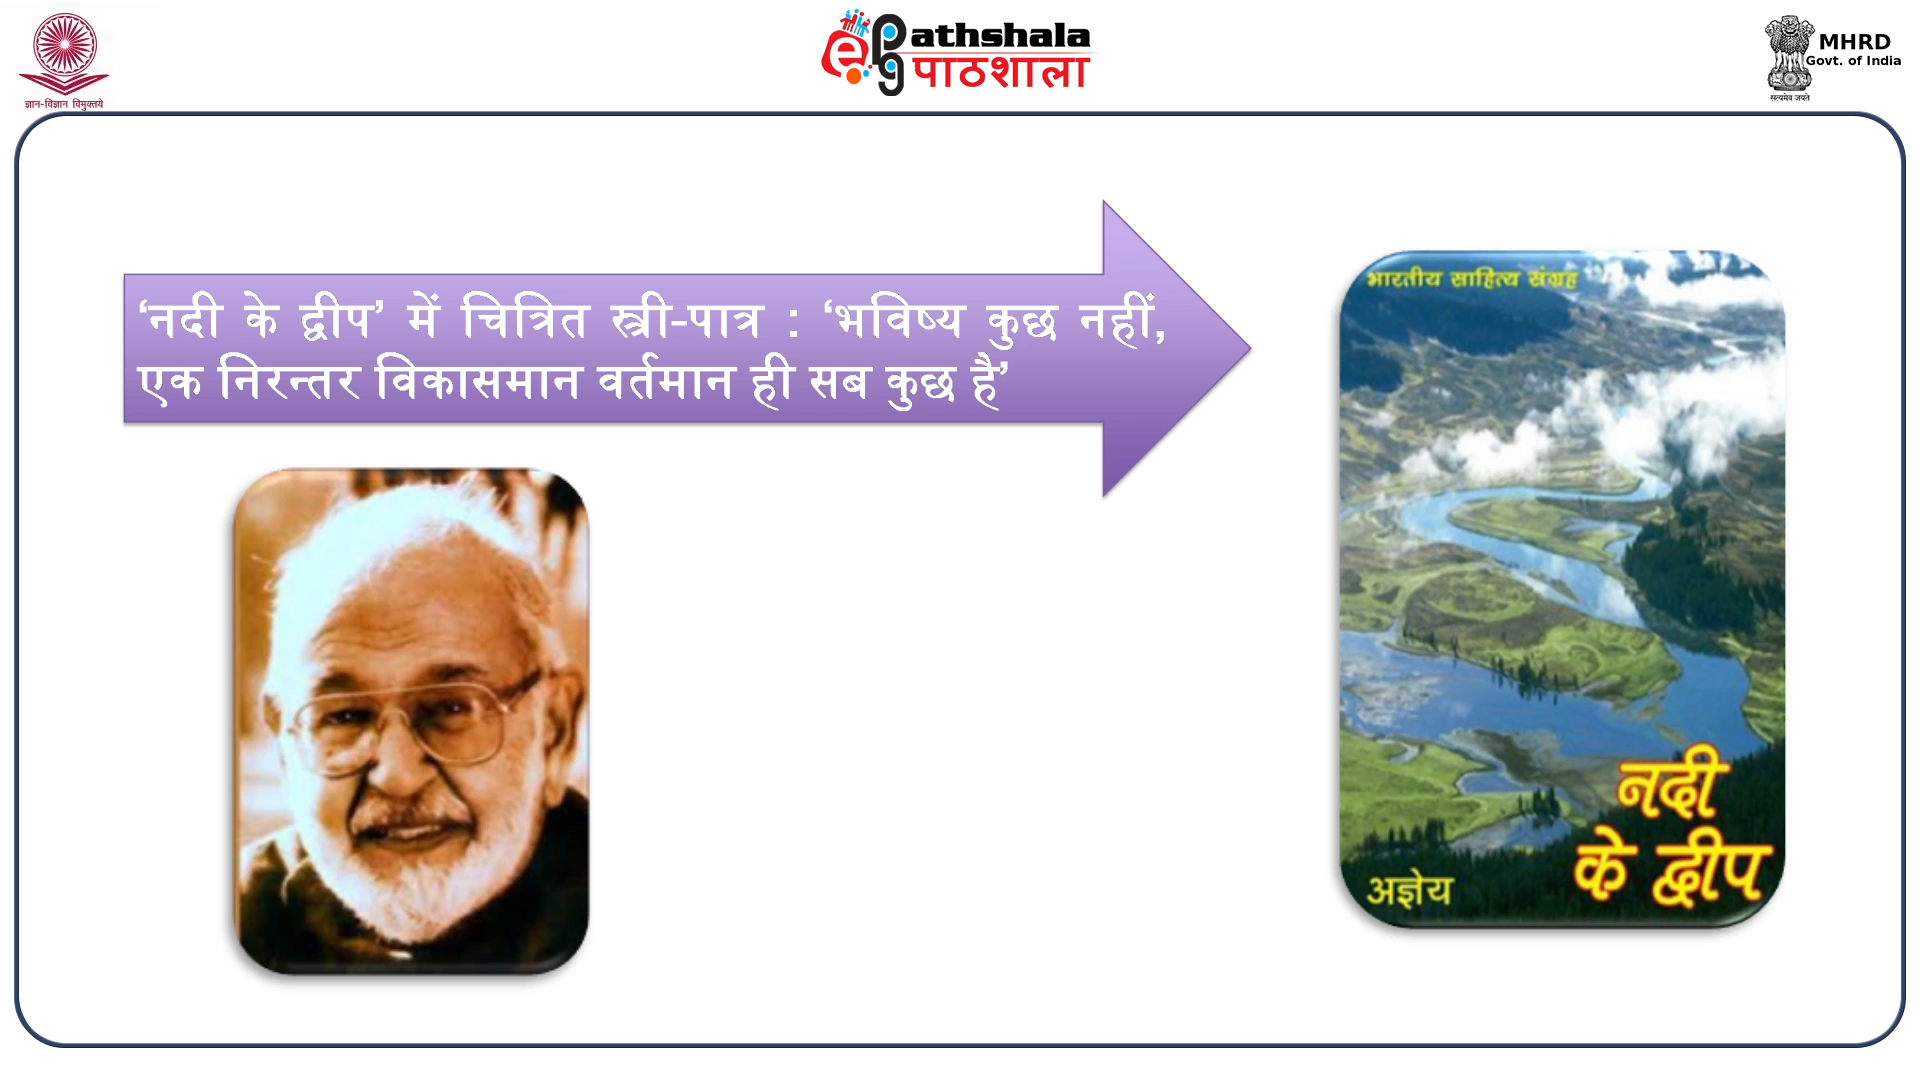 ज्ञान-विज्ञान विमुक्तये
ePathshala
पाठशाला
MHRD
Govt. of India
सत्यमेव जयते
‘नदी के द्वीप’ में चित्रित स्त्री-पात्र : ‘भविष्य कुछ नहीं,
एक निरन्तर विकासमान वर्तमान ही सब कुछ है’
भारतीय साहित्य संग्रह
नदी
के द्वीप
अज्ञेय